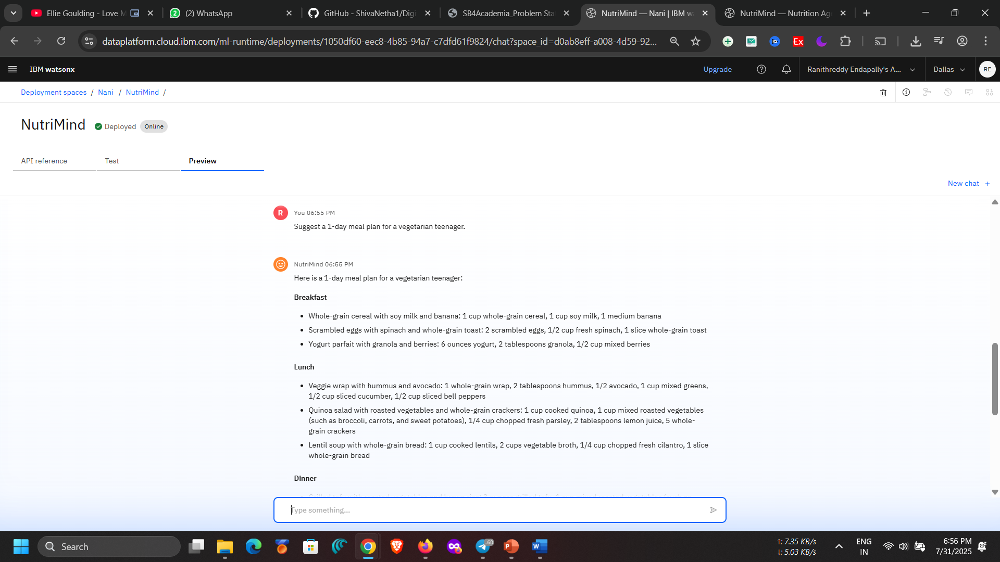 Ellie Goulding - Love M
(2) WhatsApp
GitHub - ShivaNetha1/Digi
SB4Academia_Problem Sta
NutriMind — Nani | IBM w
NutriMind — Nutrition Ag
dataplatform.cloud.ibm.com/ml-runtime/deployments/1050df60-eec8-4b85-94a7-c7dfd61f9824/chat?space_id=d0ab8eff-a008-4d59-92...
IBM watsonx
Upgrade
Ranithreddy Endapally's A...
Dallas
RE
Deployment spaces / Nani / NutriMind /
NutriMind
Deployed
Online
API reference
Test
Preview
New chat +
R
You 06:55 PM
Suggest a 1-day meal plan for a vegetarian teenager.
NutriMind 06:55 PM
Here is a 1-day meal plan for a vegetarian teenager:
Breakfast
• Whole-grain cereal with soy milk and banana: 1 cup whole-grain cereal, 1 cup soy milk, 1 medium banana
• Scrambled eggs with spinach and whole-grain toast: 2 scrambled eggs, 1/2 cup fresh spinach, 1 slice whole-grain toast
• Yogurt parfait with granola and berries: 6 ounces yogurt, 2 tablespoons granola, 1/2 cup mixed berries
Lunch
• Veggie wrap with hummus and avocado: 1 whole-grain wrap, 2 tablespoons hummus, 1/2 avocado, 1 cup mixed greens,
1/2 cup sliced cucumber, 1/2 cup sliced bell peppers
• Quinoa salad with roasted vegetables and whole-grain crackers: 1 cup cooked quinoa, 1 cup mixed roasted vegetables
(such as broccoli, carrots, and sweet potatoes), 1/4 cup chopped fresh parsley, 2 tablespoons lemon juice, 5 whole-
grain crackers
• Lentil soup with whole-grain bread: 1 cup cooked lentils, 2 cups vegetable broth, 1/4 cup chopped fresh cilantro, 1 slice
whole-grain bread
Dinner
Type something...
Search
↑: 7.35 KB/s
↓: 5.03 KB/s
ENG
IN
6:56 PM
7/31/2025